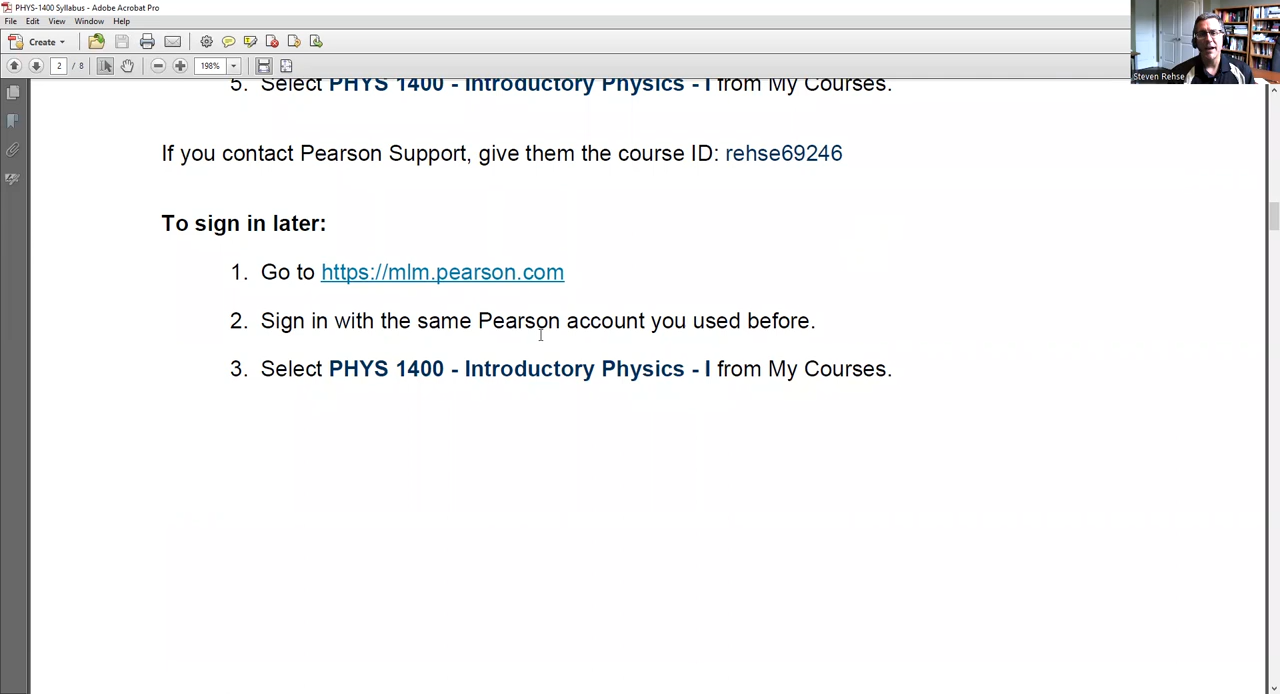 PHYS-1400 Syllabus - Adobe Acrobat Pro
File Edit View Window Help
Create
2 / 8 198%
Steven Rehse
5. Select PHYS 1400 - Introductory Physics - I from My Courses.
If you contact Pearson Support, give them the course ID: rehse69246
To sign in later:
1. Go to https://mlm.pearson.com
2. Sign in with the same Pearson account you used before.
3. Select PHYS 1400 - Introductory Physics - I from My Courses.